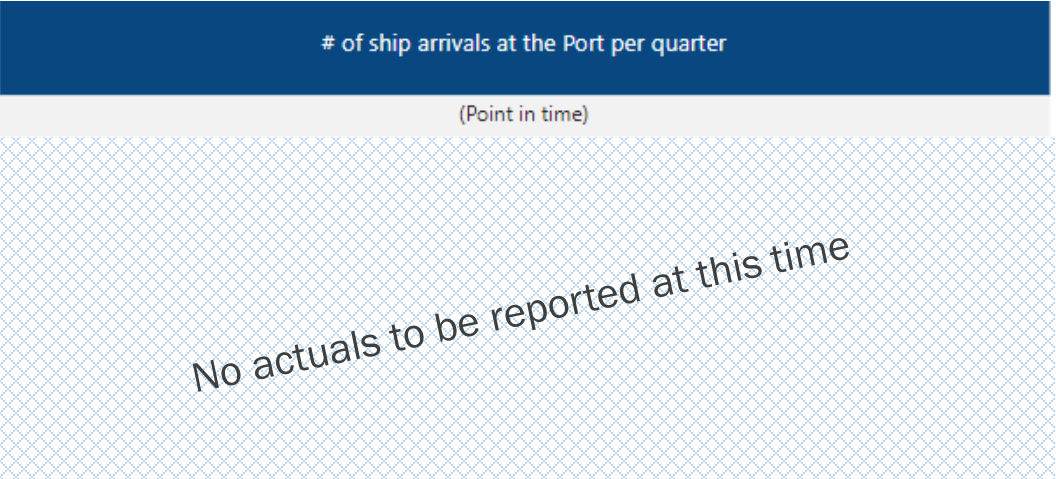 # of ship arrivals at the Port per quarter
(Point in time)
No actuals to be reported at this time